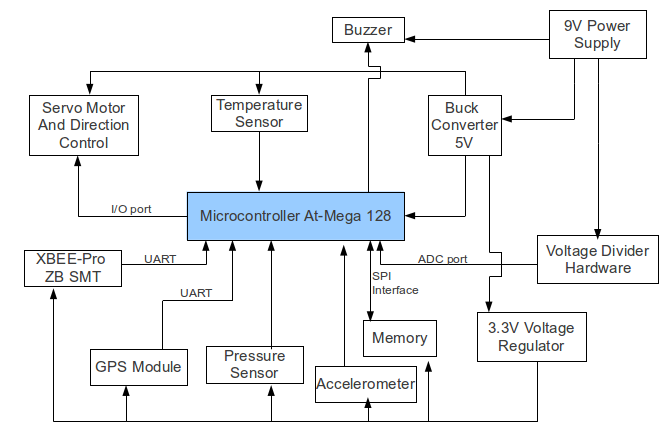 Buzzer
9V Power
Supply
Servo Motor
And Direction
Control
Temperature
Sensor
Buck
Converter
5V
I/O port
Microcontroller At-Mega 128
XBEE-Pro
ZB SMT
UART
UART
SPI
Interface
ADC port
Voltage Divider
Hardware
GPS Module
Pressure
Sensor
Accelerometer
Memory
3.3V Voltage
Regulator